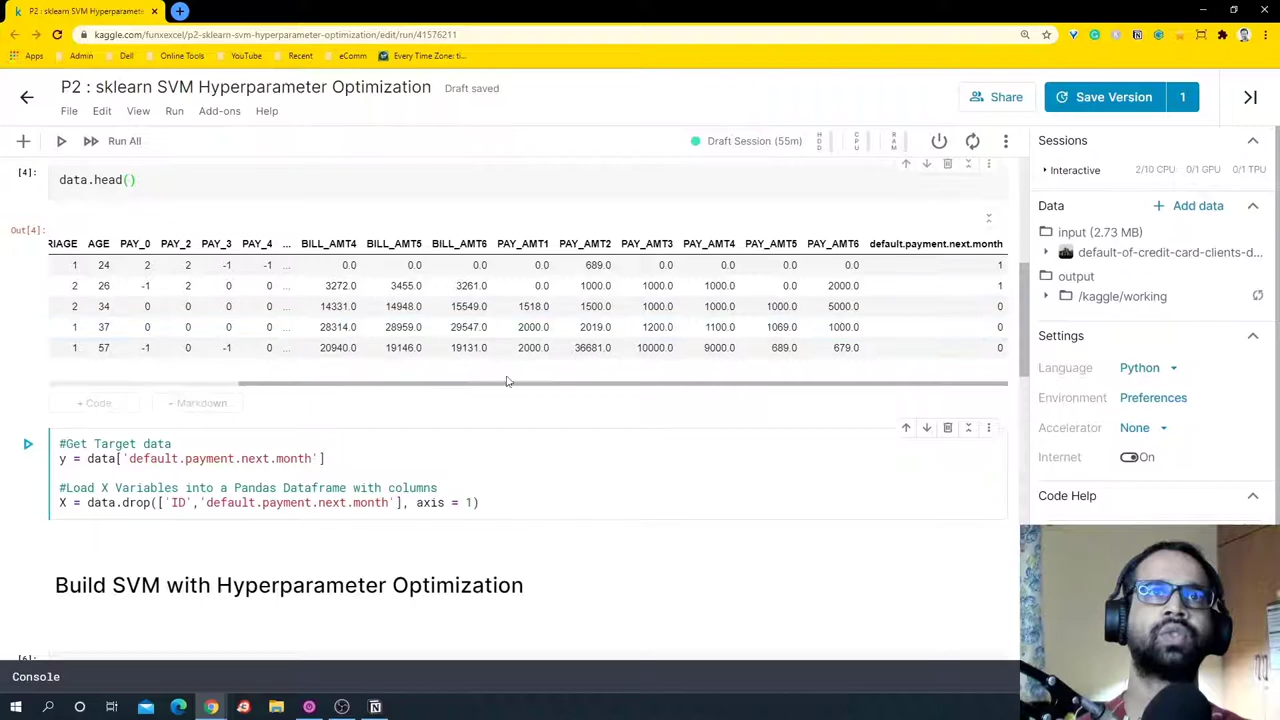 P2 : sklearn SVM Hyperparameter
kaggle.com/funxexcel/p2-sklearn-svm-hyperparameter-optimization/edit/run/41576211
Apps Admin Dell Online Tools YouTube Recent eComm Every Time Zone: ti...
P2 : sklearn SVM Hyperparameter Optimization Draft saved
File Edit View Run Add-ons Help
Share
Save Version 1
Run All
Draft Session (55m)
HDD CPU RAM
[4]: data.head()
Out[4]:
RIAGE AGE PAY_0 PAY_2 PAY_3 PAY_4 ... BILL_AMT4 BILL_AMT5 BILL_AMT6 PAY_AMT1 PAY_AMT2 PAY_AMT3 PAY_AMT4 PAY_AMT5 PAY_AMT6 default.payment.next.month
1 24 2 2 -1 -1 ... 0.0 0.0 0.0 0.0 689.0 0.0 0.0 0.0 0.0 1
2 26 -1 2 0 0 ... 3272.0 3455.0 3261.0 0.0 1000.0 1000.0 1000.0 0.0 2000.0 1
2 34 0 0 0 0 ... 14331.0 14948.0 15549.0 1518.0 1500.0 1000.0 1000.0 1000.0 5000.0 0
1 37 0 0 0 0 ... 28314.0 28959.0 29547.0 2000.0 2019.0 1200.0 1100.0 1069.0 1000.0 0
1 57 -1 0 -1 0 ... 20940.0 19146.0 19131.0 2000.0 36681.0 10000.0 9000.0 689.0 679.0 0
+ Code + Markdown
#Get Target data
y = data['default.payment.next.month']
#Load X Variables into a Pandas Dataframe with columns
X = data.drop(['ID','default.payment.next.month'], axis = 1)
Build SVM with Hyperparameter Optimization
[6]:
Console
Sessions
Interactive 2/10 CPU: 0/1 GPU 0/1 TPU
Data + Add data
input (2.73 MB)
default-of-credit-card-clients-d...
output
/kaggle/working
Settings
Language Python
Environment Preferences
Accelerator None
Internet On
Code Help